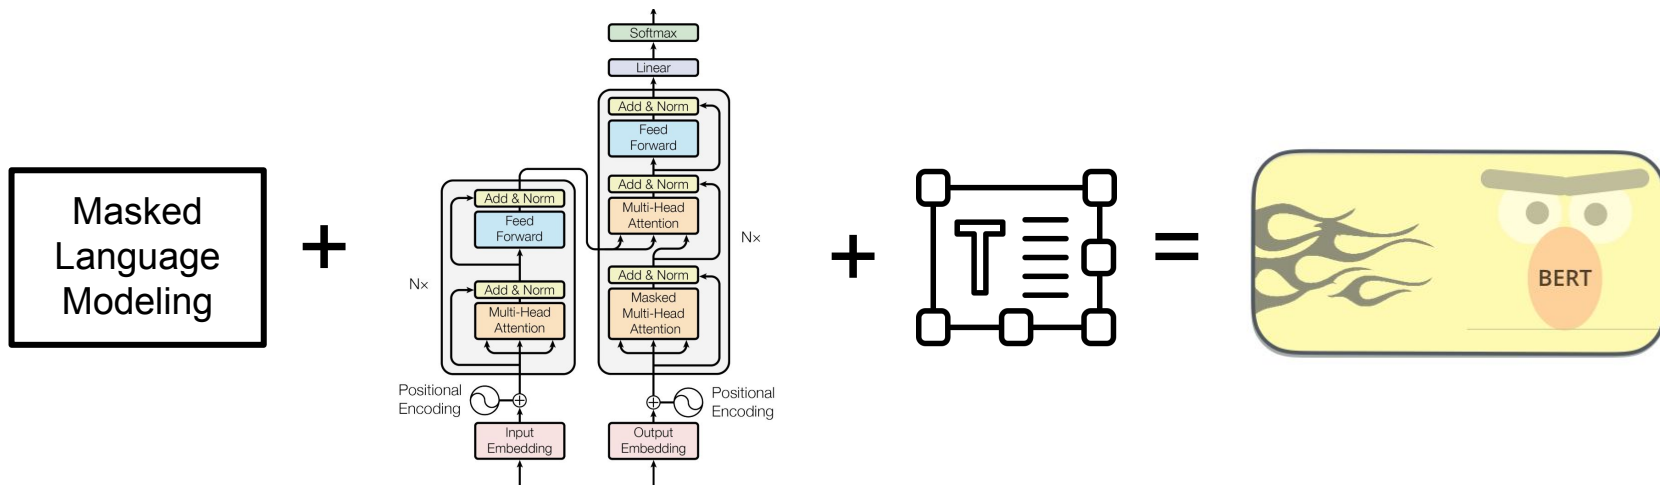 Masked
Language
Modeling
+
Softmax
Linear
Add & Norm
Feed
Forward
Add & Norm
Multi-Head
Attention
Add & Norm
Masked
Multi-Head
Attention
N×
Positional
Encoding
Output
Embedding
Add & Norm
Feed
Forward
N×
Add & Norm
Multi-Head
Attention
Positional
Encoding
Input
Embedding
+
T
=
BERT